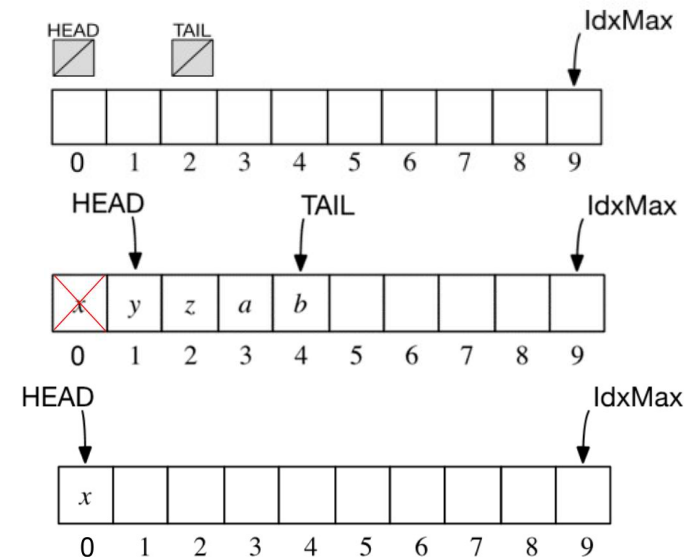 HEAD TAIL IdxMax
0 1 2 3 4 5 6 7 8 9
HEAD TAIL IdxMax
x y z a b
0 1 2 3 4 5 6 7 8 9
HEAD IdxMax
x
0 1 2 3 4 5 6 7 8 9